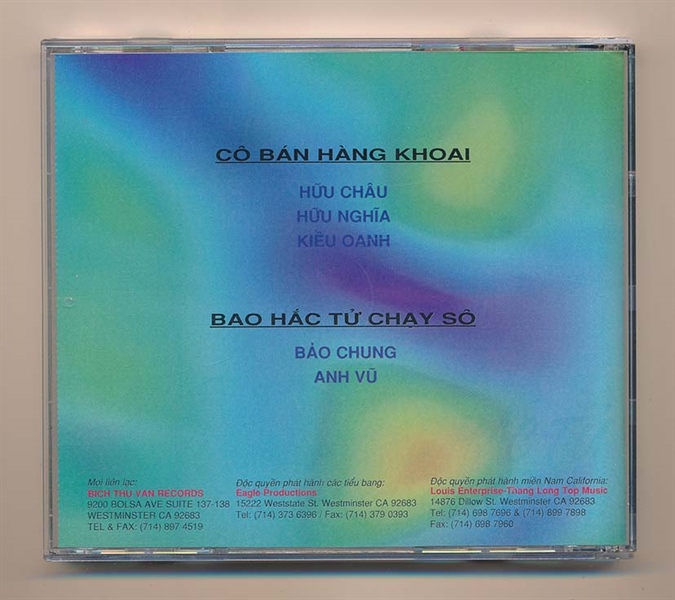 CÔ BÁN HÀNG KHOAI
HỮU CHÂU
HỮU NGHĨA
KIỀU OANH
BAO HẮC TỬ CHẠY SÔ
BẢO CHUNG
ANH VŨ
Mọi liên lạc:
BÍCH THU VÂN RECORDS
9200 BOLSA AVE SUITE 137-138
WESTMINSTER CA 92683
TEL & FAX: (714) 897 4519
Độc quyền phát hành các tiểu bang:
Eagle Productions
15222 Weststate St. Westminster CA 92683
Tel: (714) 373 6396 / Fax: (714) 379 0393
Độc quyền phát hành miền Nam California:
Louis Enterprise-Thăng Long Top Music
14876 Dillow St. Westminster CA 92683
Tel: (714) 698 7696 & (714) 899 7898
Fax: (714) 698 7960